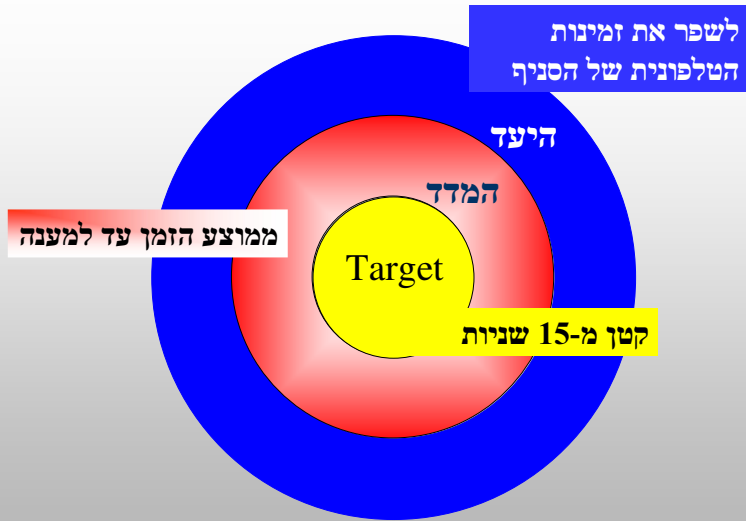 לשפר את זמינות
הטלפונית של הסניף
היעד
המדד
ממוצע הזמן עד למענה
Target
קטן מ-15 שניות